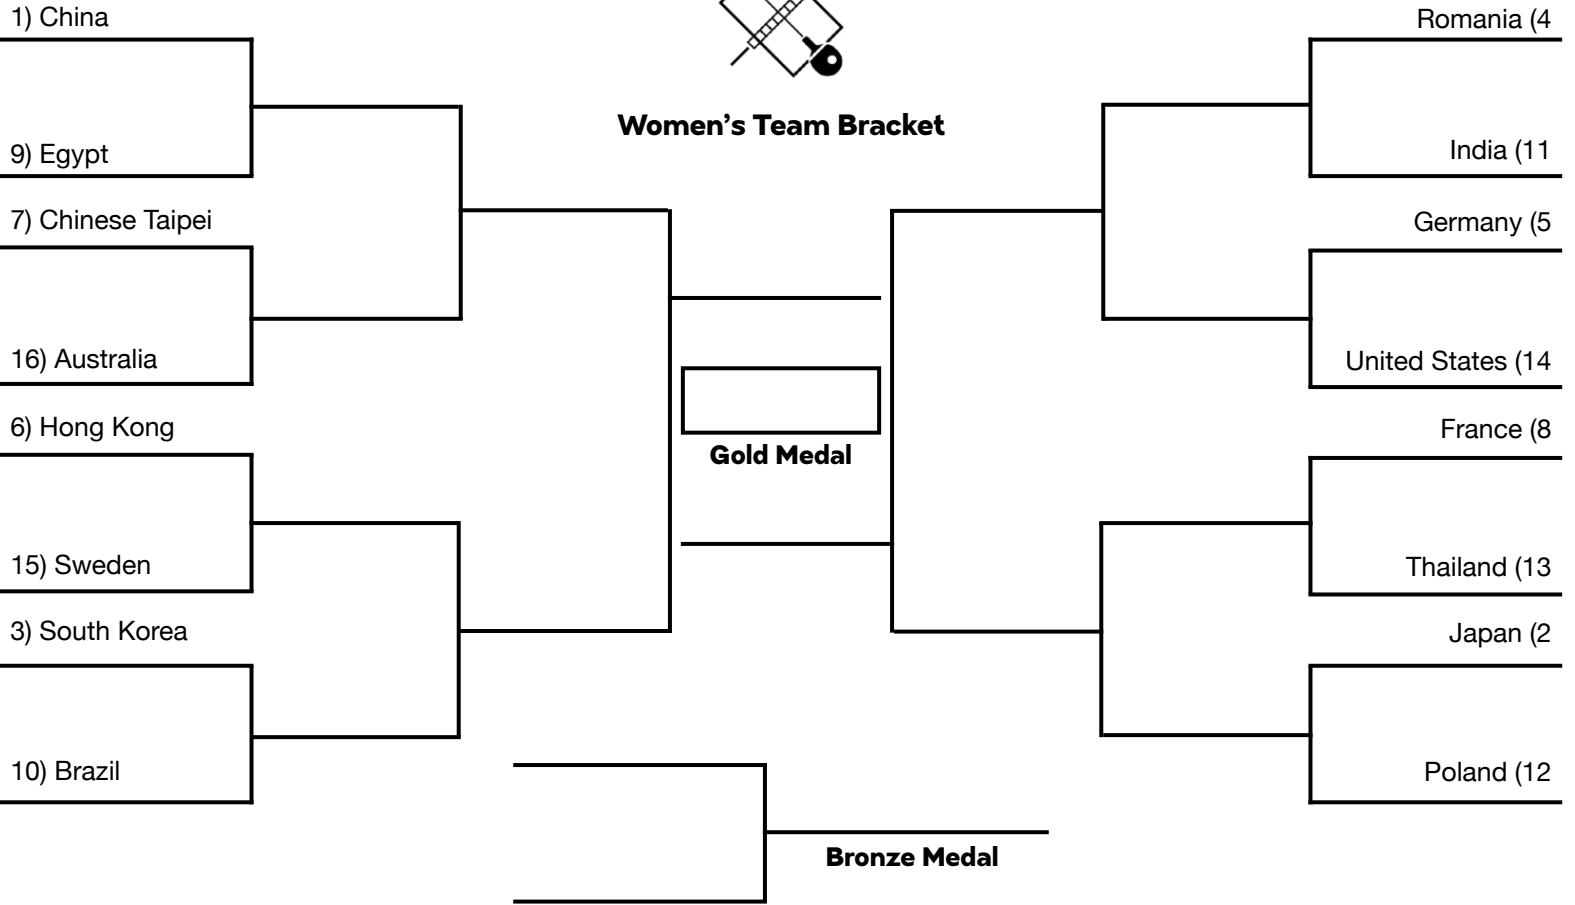 1) China
9) Egypt
7) Chinese Taipei
16) Australia
6) Hong Kong
15) Sweden
3) South Korea
10) Brazil
Women's Team Bracket
Gold Medal
Bronze Medal
Romania (4
India (11
Germany (5
United States (14
France (8
Thailand (13
Japan (2
Poland (12